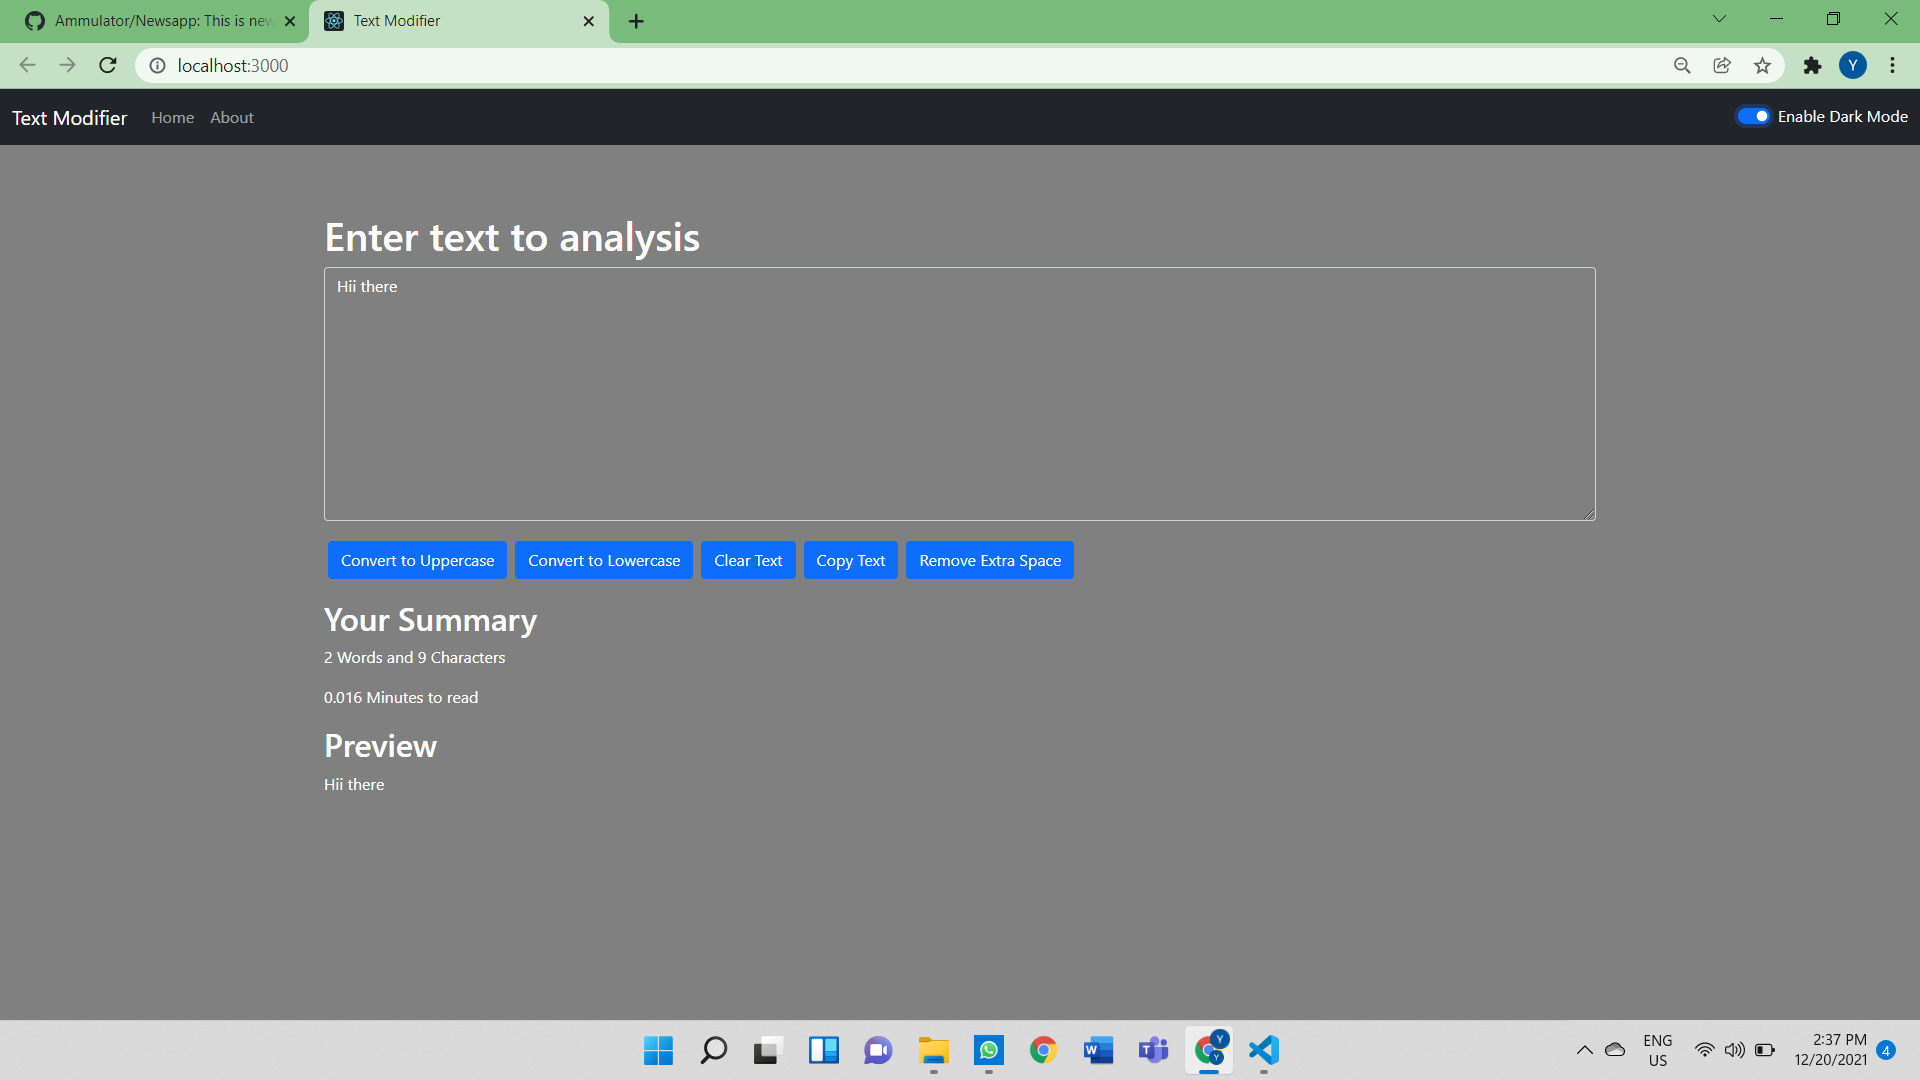 Ammulator/Newsapp: This is new
Text Modifier
localhost:3000
Y
Text Modifier
Home
About
Enable Dark Mode
Enter text to analysis
Hii there
Convert to Uppercase
Convert to Lowercase
Clear Text
Copy Text
Remove Extra Space
Your Summary
2 Words and 9 Characters
0.016 Minutes to read
Preview
Hii there
W
T
Y
Y
ENG
US
2:37 PM
12/20/2021
4